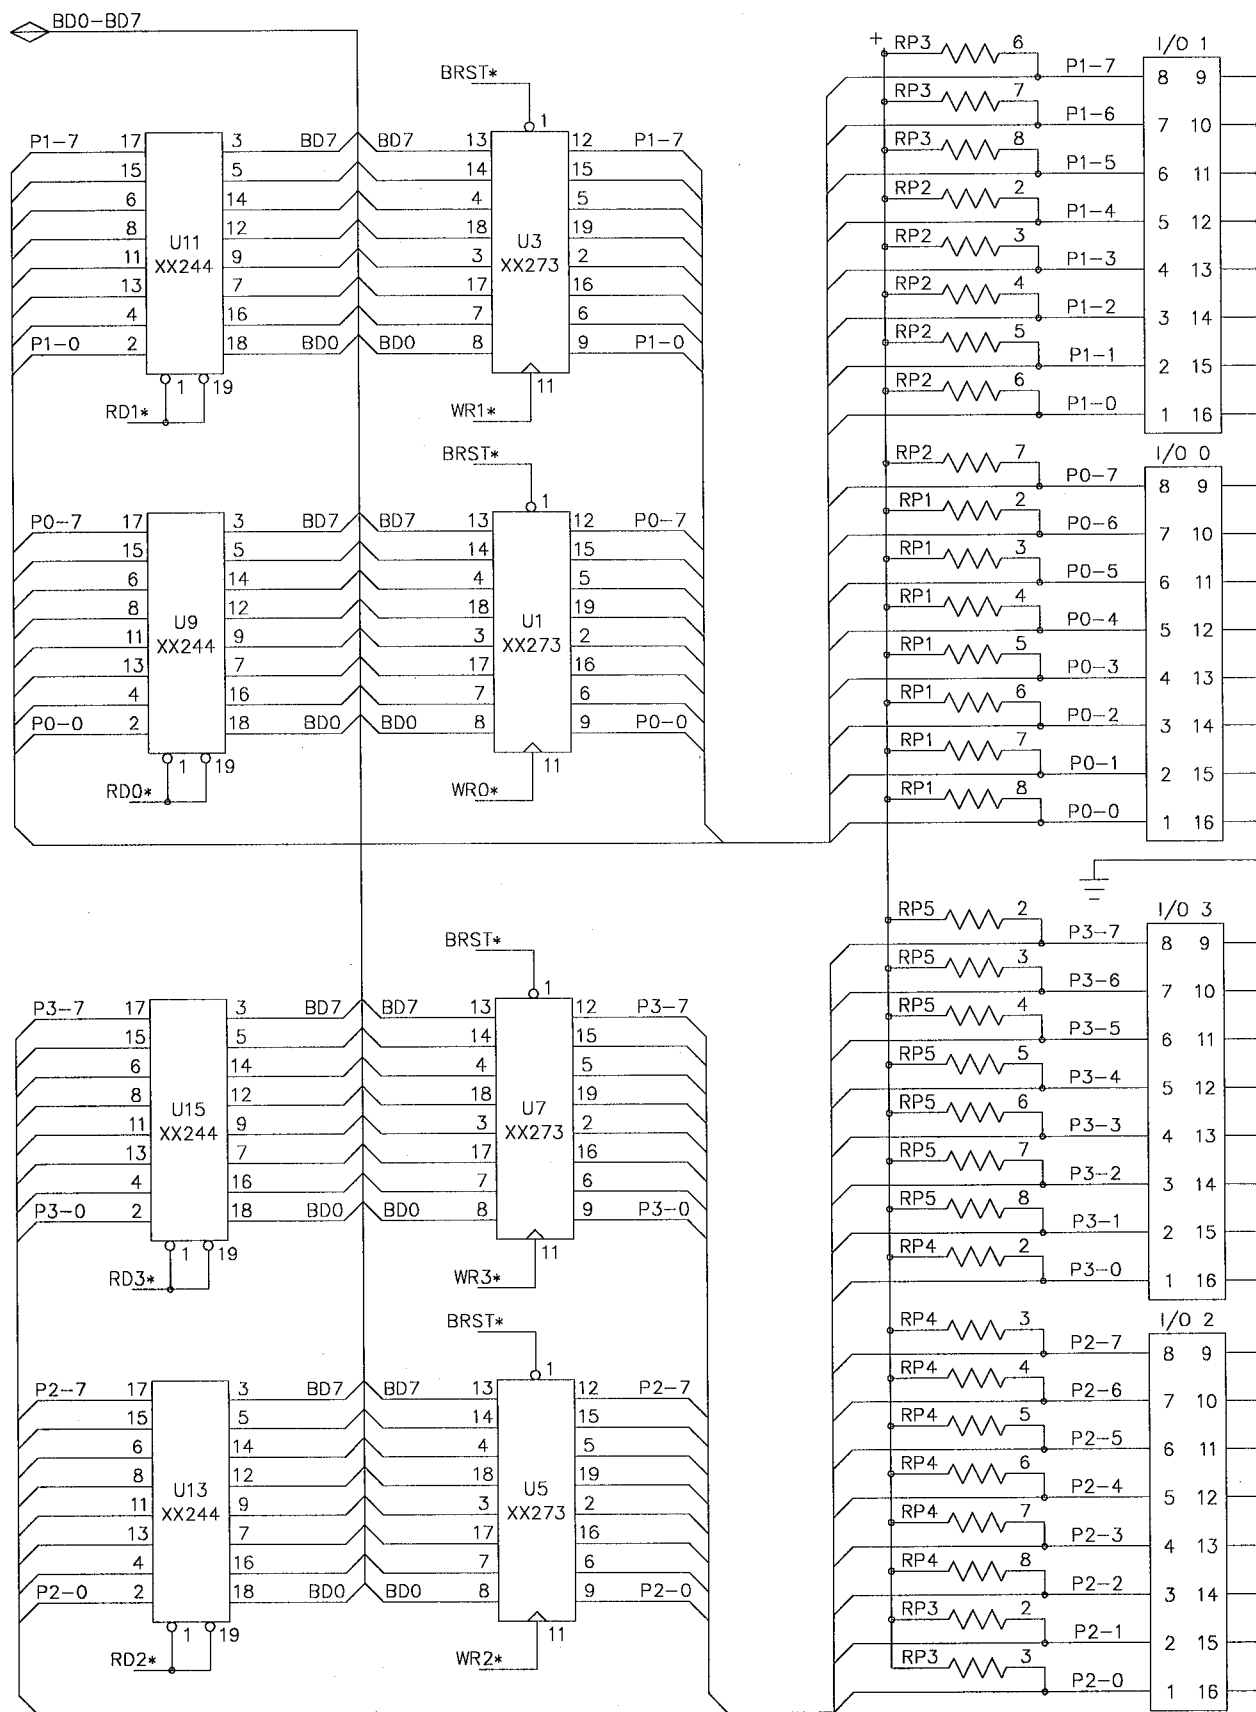 BD0-BD7
+ RP3 6 I/O 1
P1-7 8 9
BRST*
RP3 7
1 P1-6 7 10
P1-7 17 3 BD7 BD7 13 12 P1-7
RP3 8
15 5 14 15 P1-5 6 11
6 14 4 5
RP2 2
8 12 18 19 P1-4 5 12
U11 XX244
U3 XX273
RP2 3
11 9 3 2 P1-3 4 13
13 7 17 16
RP2 4
4 16 7 6 P1-2 3 14
P1-0 2 18 BD0 BD0 8 9 P1-0
RP2 5
P1-1 2 15
1 19 11
RP2 6
RD1* WR1* P1-0 1 16
BRST*
I/O 0
RP2 7
P0-7 8 9
1
RP1 2
P0-7 17 3 BD7 BD7 13 12 P0-7
P0-6 7 10
15 5 14 15
RP1 3
6 14 4 5 P0-5 6 11
8 12 18 19
RP1 4
U9 XX244
U1 XX273
P0-4 5 12
11 9 3 2
RP1 5
13 7 17 16 P0-3 4 13
4 16 7 6
RP1 6
P0-0 2 18 BD0 BD0 8 9 P0-0
P0-2 3 14
RP1 7
1 19 11 P0-1 2 15
RD0* WR0*
RP1 8
P0-0 1 16
I/O 3
RP5 2
BRST* P3-7 8 9
RP5 3
1 P3-6 7 10
P3-7 17 3 BD7 BD7 13 12 P3-7
RP5 4
15 5 14 15 P3-5 6 11
6 14 4 5
RP5 5
8 12 18 19 P3-4 5 12
U15 XX244
U7 XX273
RP5 6
11 9 3 2 P3-3 4 13
13 7 17 16
RP5 7
4 16 7 6 P3-2 3 14
P3-0 2 18 BD0 BD0 8 9 P3-0
RP5 8
P3-1 2 15
1 19 11
RP4 2
RD3* WR3* P3-0 1 16
BRST*
I/O 2
RP4 3
P2-7 8 9
1
RP4 4
P2-7 17 3 BD7 BD7 13 12 P2-7
P2-6 7 10
15 5 14 15
RP4 5
6 14 4 5 P2-5 6 11
8 12 18 19
RP4 6
U13 XX244
U5 XX273
P2-4 5 12
11 9 3 2
RP4 7
13 7 17 16 P2-3 4 13
4 16 7 6
RP4 8
P2-0 2 18 BD0 BD0 8 9 P2-0
P2-2 3 14
RP3 2
1 19 11 P2-1 2 15
RD2* WR2*
RP3 3
P2-0 1 16